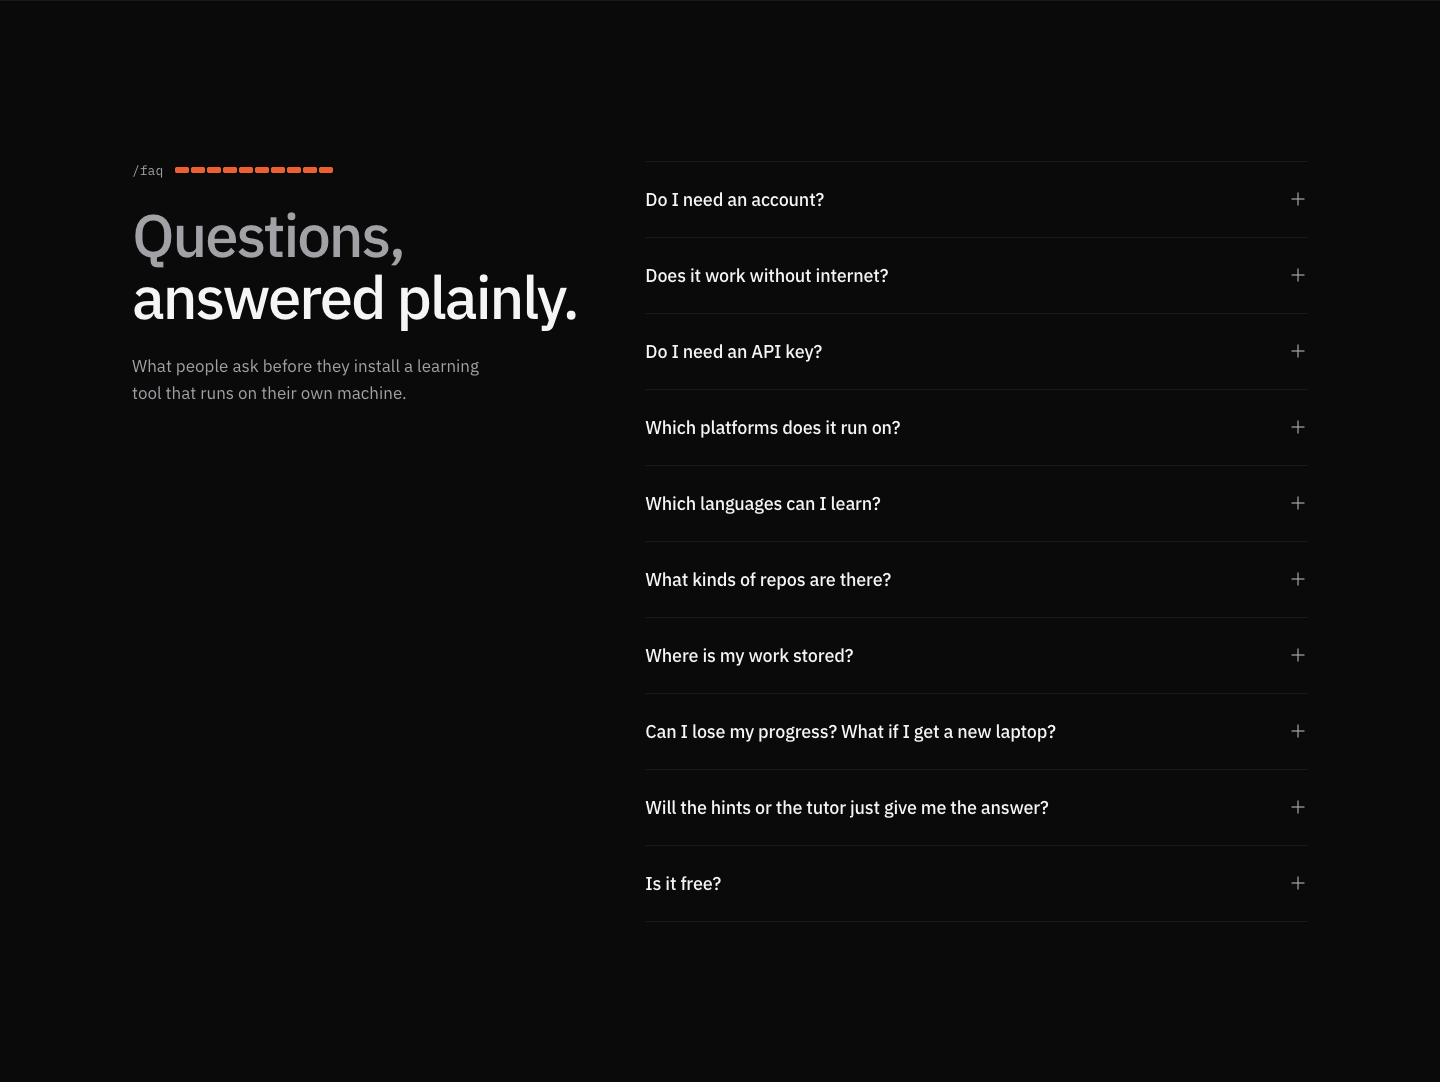 /faq
Questions,
answered plainly.
What people ask before they install a learning
tool that runs on their own machine.
Do I need an account?
Does it work without internet?
Do I need an API key?
Which platforms does it run on?
Which languages can I learn?
What kinds of repos are there?
Where is my work stored?
Can I lose my progress? What if I get a new laptop?
Will the hints or the tutor just give me the answer?
Is it free?